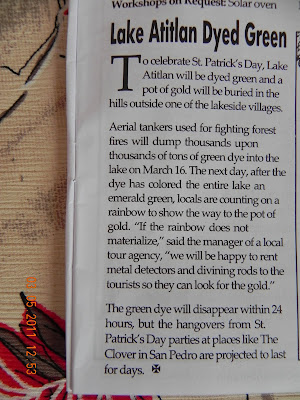 Workshops on Request: Solar oven
Lake Atitlan Dyed Green
To celebrate St. Patrick's Day, Lake
Atitlan will be dyed green and a
pot of gold will be buried in the
hills outside one of the lakeside villages.
Aerial tankers used for fighting forest
fires will dump thousands upon
thousands of tons of green dye into the
lake on March 16. The next day, after the
dye has colored the entire lake an
emerald green, locals are counting on a
rainbow to show the way to the pot of
gold. "If the rainbow does not
materialize," said the manager of a local
tour agency, "we will be happy to rent
metal detectors and divining rods to the
tourists so they can look for the gold."
The green dye will disappear within 24
hours, but the hangovers from St.
Patrick's Day parties at places like The
Clover in San Pedro are projected to last
for days. ✠
2011 12:53